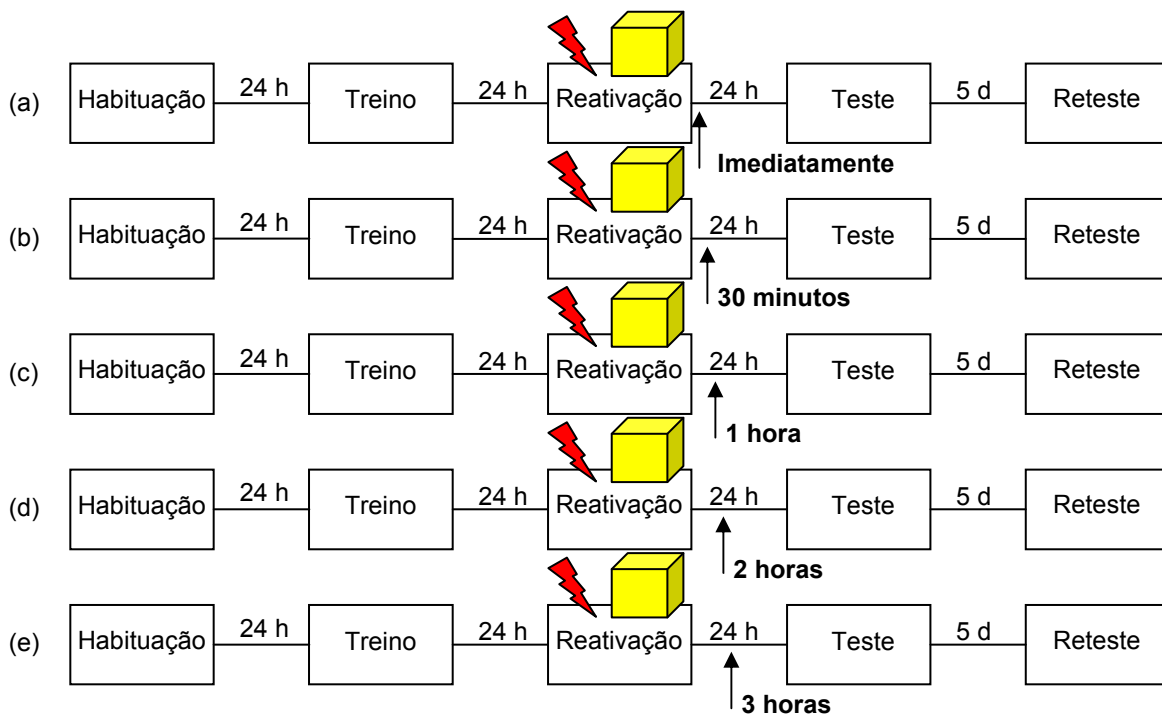 (a) Habituação 24 h Treino 24 h Reativação 24 h Teste 5 d Reteste
Imediatamente
(b) Habituação 24 h Treino 24 h Reativação 24 h Teste 5 d Reteste
30 minutos
(c) Habituação 24 h Treino 24 h Reativação 24 h Teste 5 d Reteste
1 hora
(d) Habituação 24 h Treino 24 h Reativação 24 h Teste 5 d Reteste
2 horas
(e) Habituação 24 h Treino 24 h Reativação 24 h Teste 5 d Reteste
3 horas